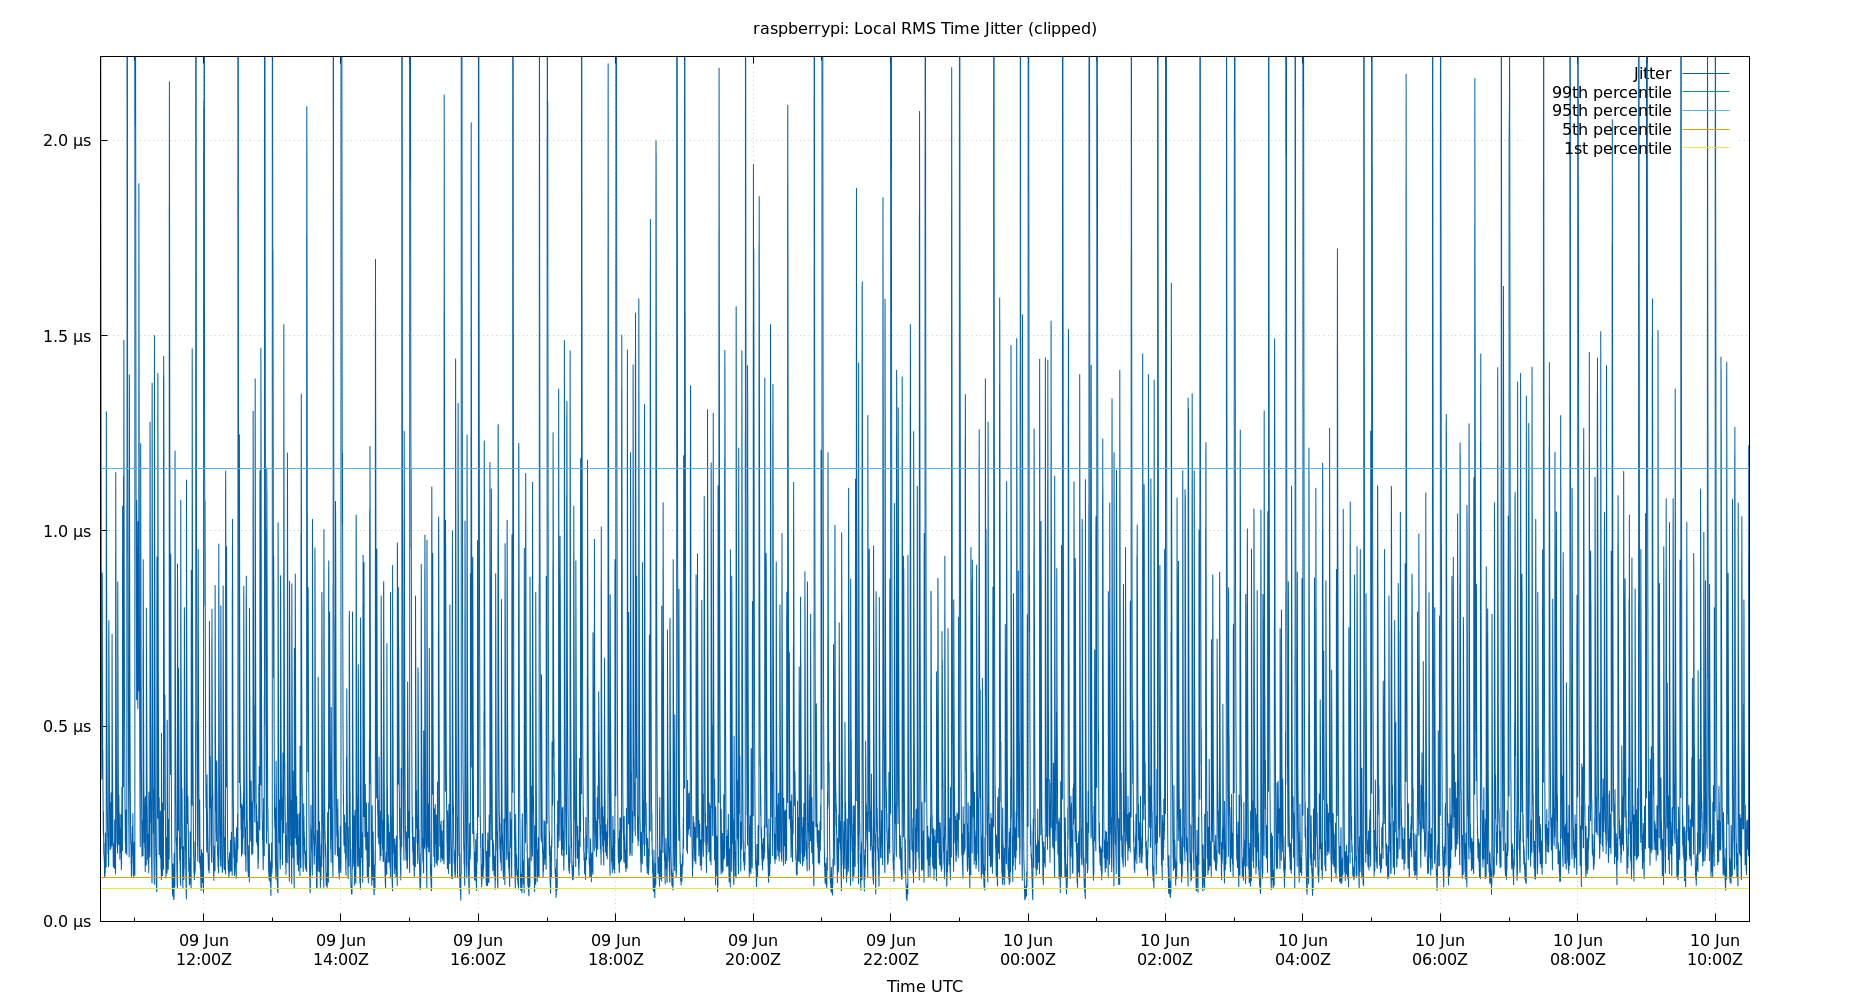 raspberrypi: Local RMS Time Jitter (clipped)
Jitter
99th percentile
95th percentile
5th percentile
1st percentile
2.0 µs
1.5 µs
1.0 µs
0.5 µs
0.0 µs
09 Jun 09 Jun 09 Jun 09 Jun 09 Jun 09 Jun 10 Jun 10 Jun 10 Jun 10 Jun 10 Jun 10 Jun
12:00Z 14:00Z 16:00Z 18:00Z 20:00Z 22:00Z 00:00Z 02:00Z 04:00Z 06:00Z 08:00Z 10:00Z
Time UTC